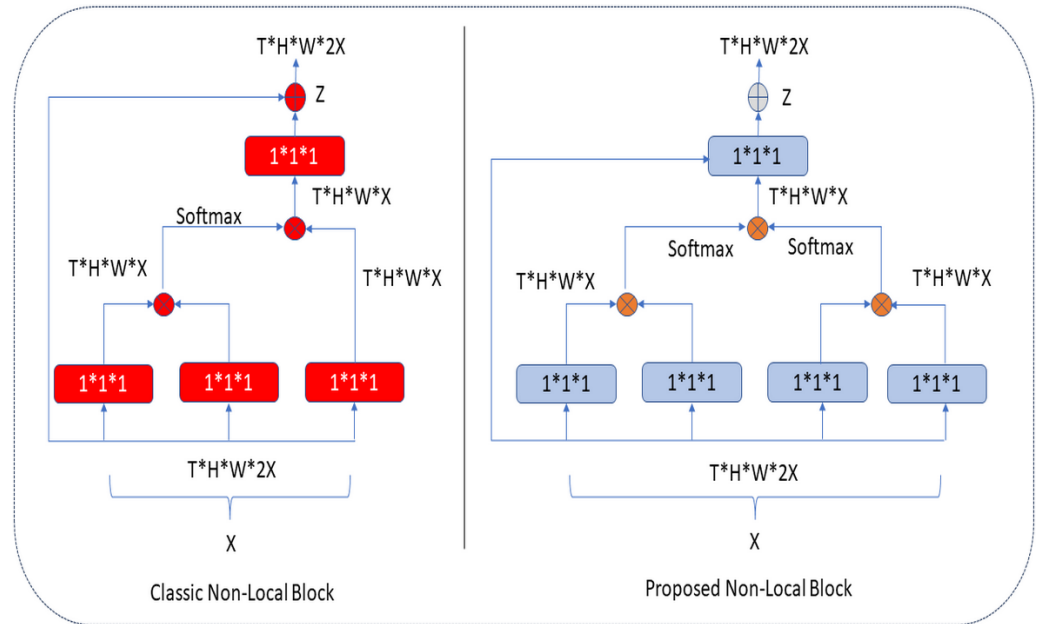 T*H*W*2X
Z
1*1*1
T*H*W*X
Softmax
T*H*W*X
T*H*W*X
1*1*1
1*1*1
1*1*1
T*H*W*2X
X
Classic Non-Local Block
T*H*W*2X
Z
1*1*1
T*H*W*X
Softmax
Softmax
T*H*W*X
T*H*W*X
1*1*1
1*1*1
1*1*1
1*1*1
T*H*W*2X
X
Proposed Non-Local Block